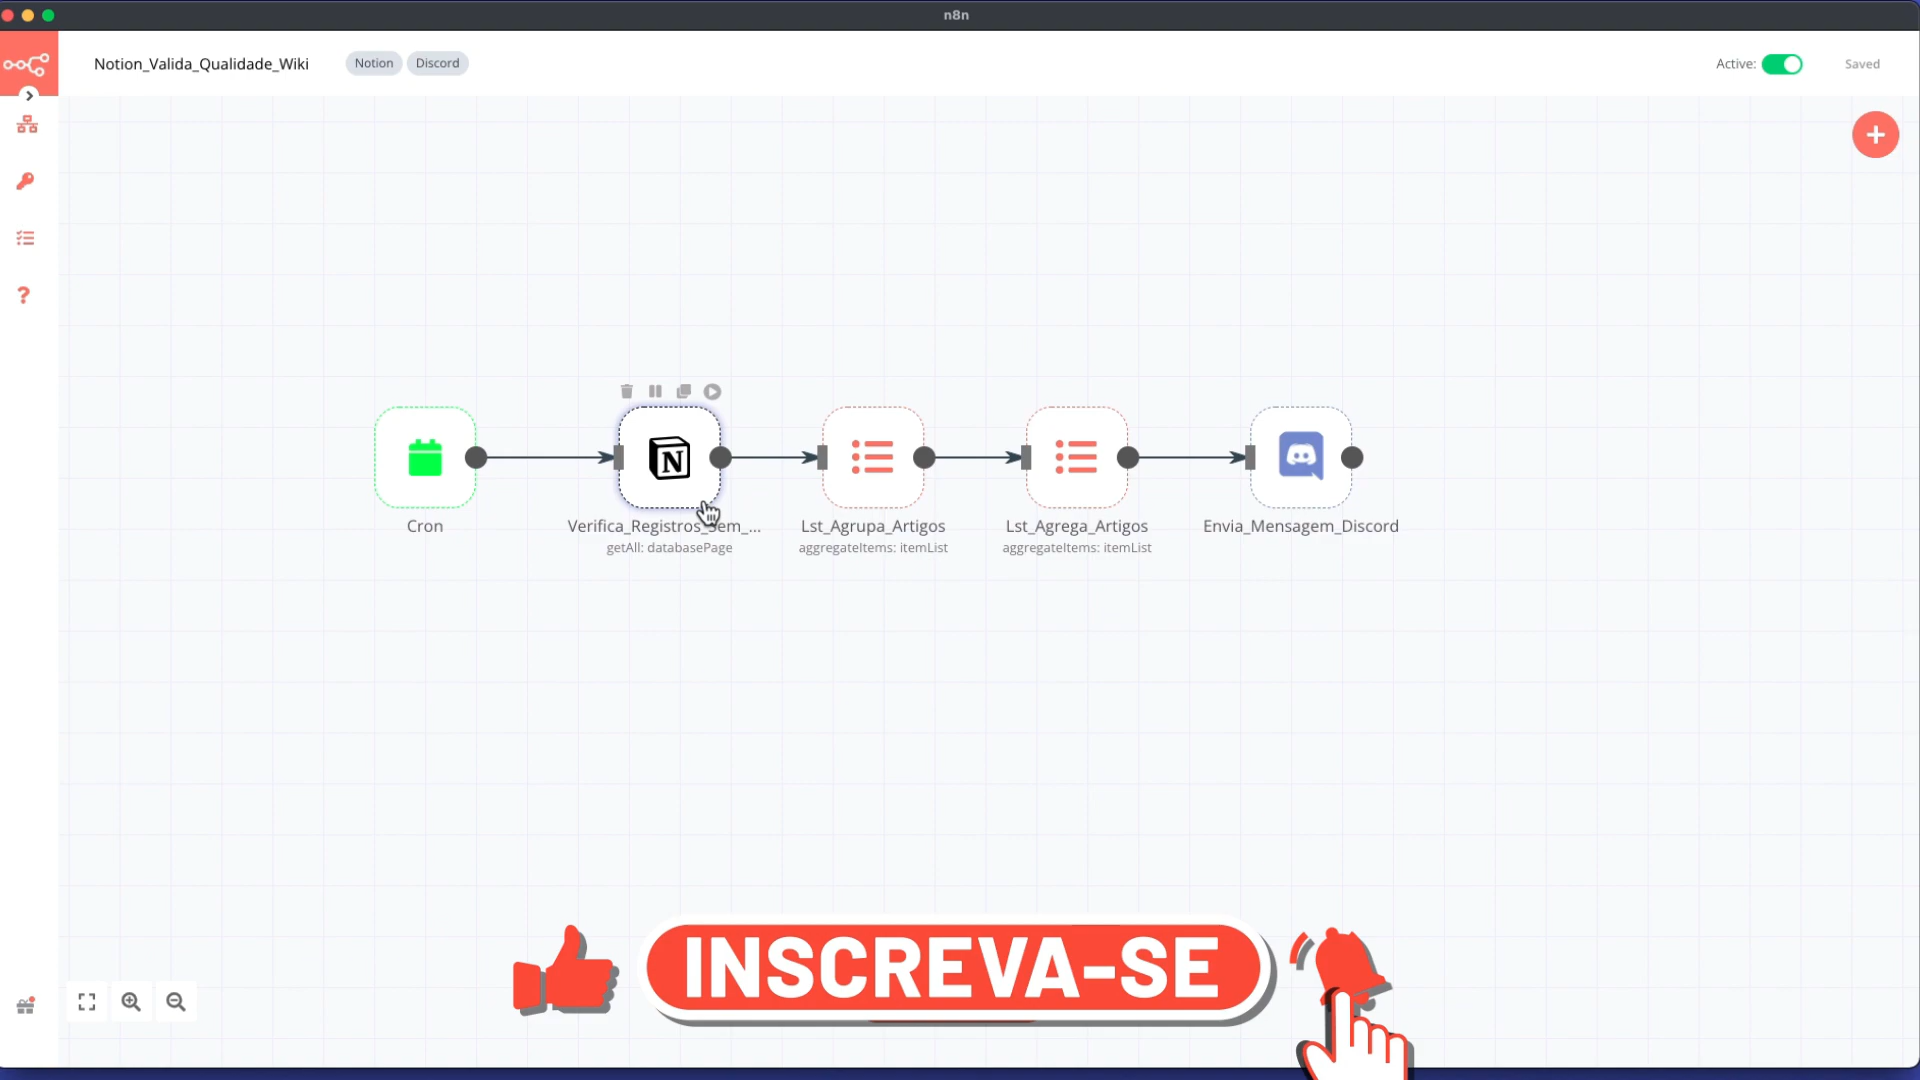 n8n
Notion_Valida_Qualidade_Wiki
Notion
Discord
Active:
Saved
Cron
Verifica_Registros_Sem_...
getAll: databasePage
Lst_Agrupa_Artigos
aggregateItems: itemList
Lst_Agrega_Artigos
aggregateItems: itemList
Envia_Mensagem_Discord
INSCREVA-SE